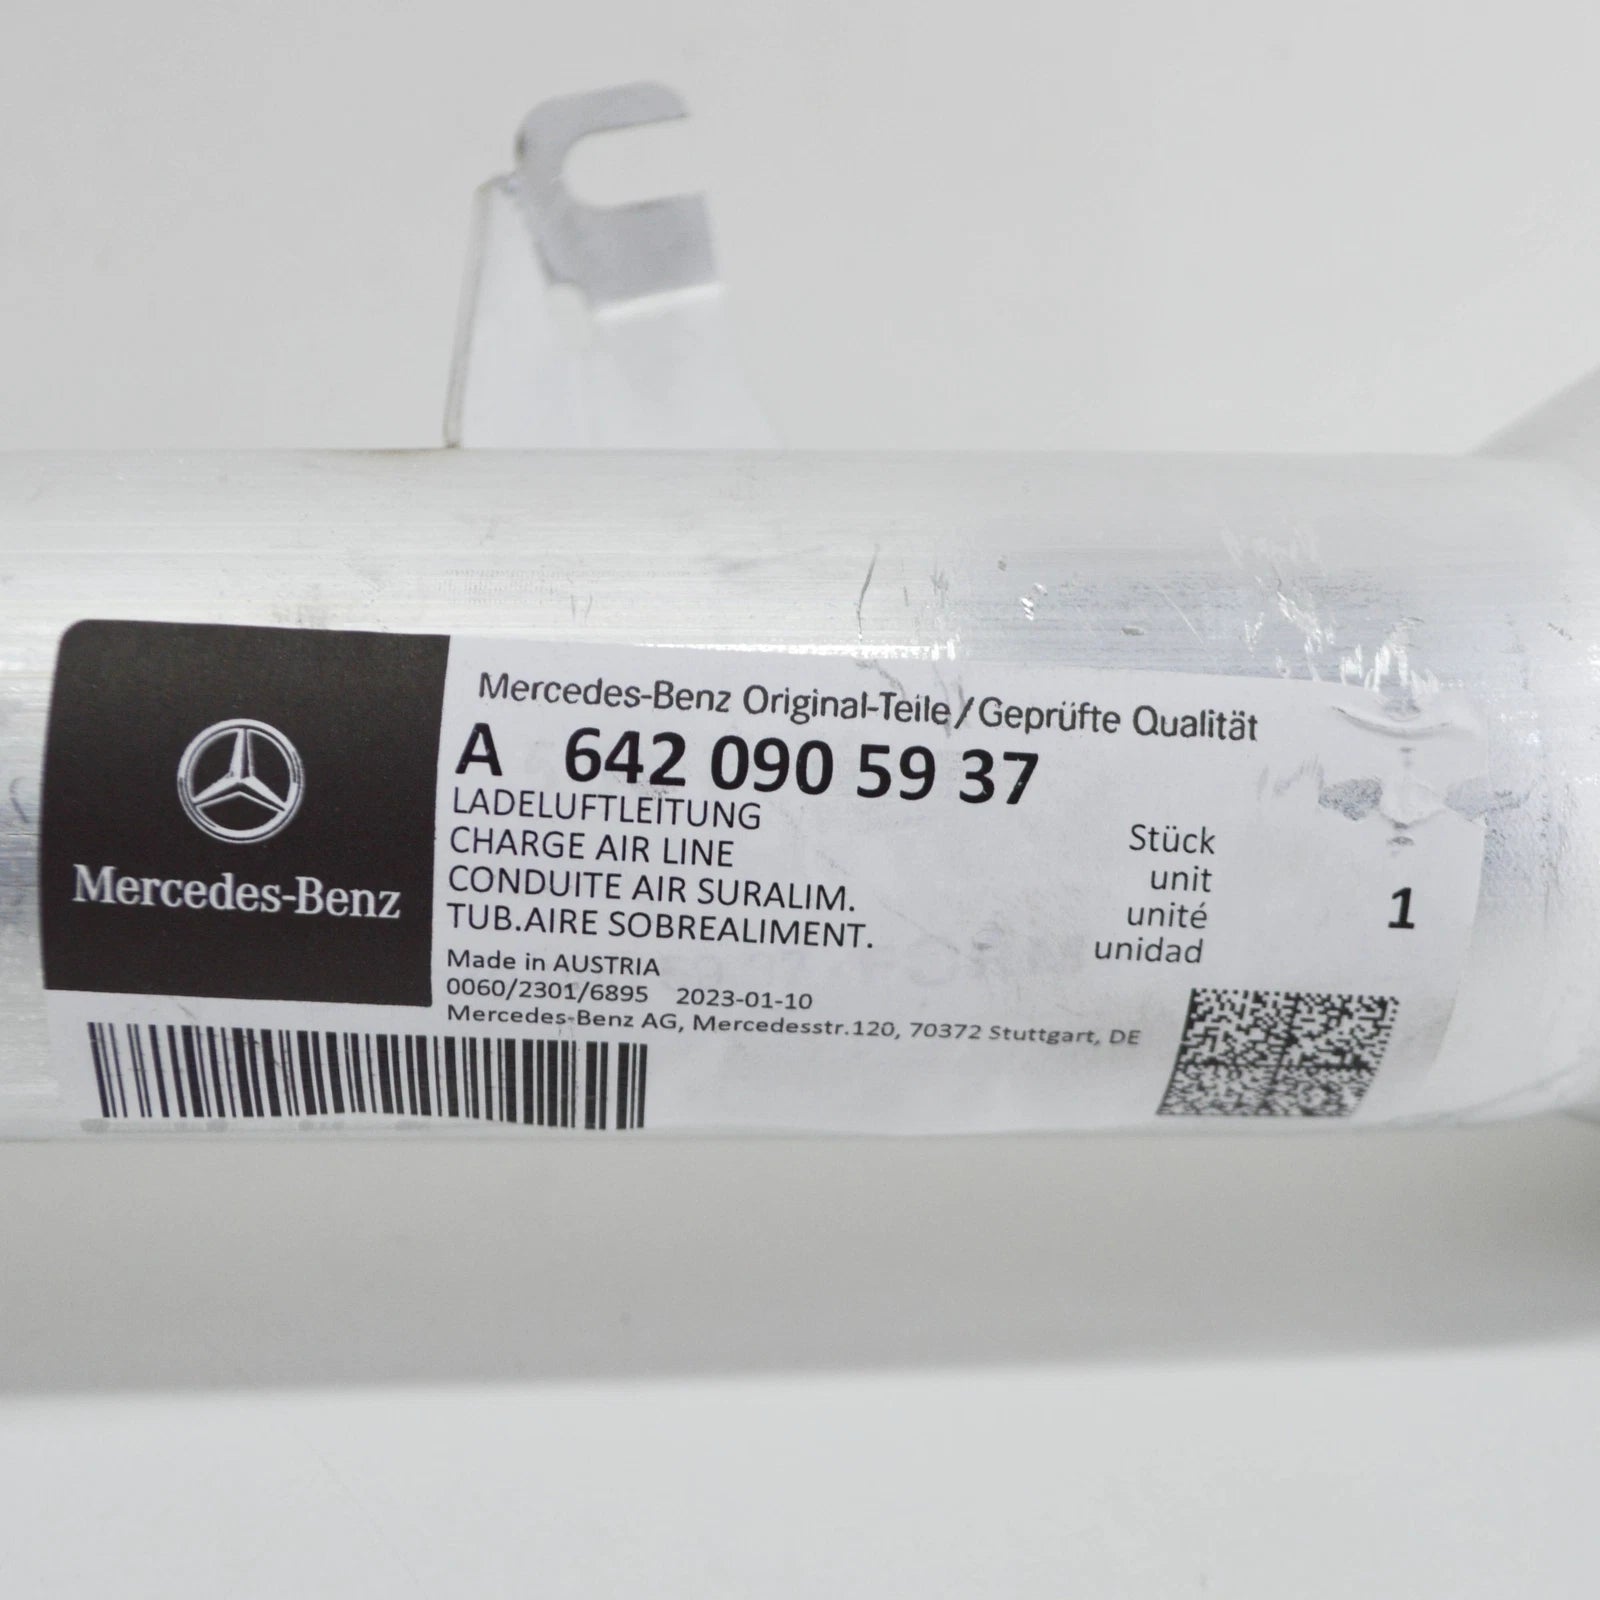 Mercedes-Benz
Mercedes-Benz Original-Teile/Geprüfte Qualität
A 642 090 59 37
LADELUFTLEITUNG
CHARGE AIR LINE
CONDUITE AIR SURALIM.
TUB.AIRE SOBREALIMENT.
Stück
unit
unité
unidad
1
Made in AUSTRIA
0060/2301/6895 2023-01-10
Mercedes-Benz AG, Mercedesstr.120, 70372 Stuttgart, DE